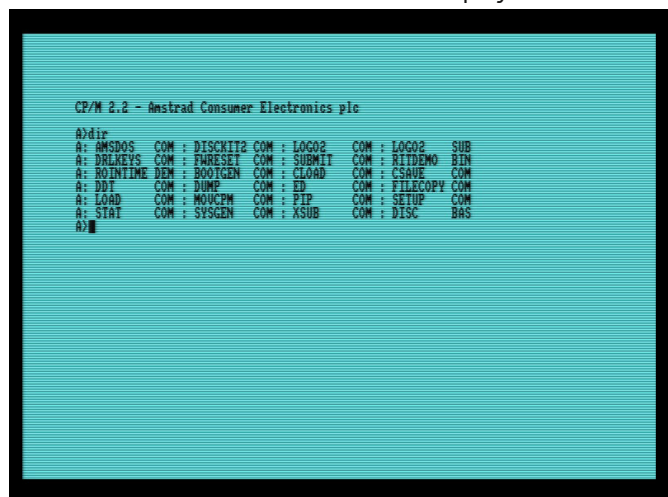 CP/M 2.2 - Amstrad Consumer Electronics plc
A>dir
A: AMSDOS   COM : DISCKIT2 COM : LOGO2    COM : LOGO2    SUB
A: DRLKEYS  COM : FWRESET  COM : SUBMIT   COM : RITDEMO  BIN
A: ROINTIME DEM : BOOTGEN  COM : CLOAD    COM : CSAVE    COM
A: DDT      COM : DUMP     COM : ED       COM : FILECOPY COM
A: LOAD     COM : MOVCPM   COM : PIP      COM : SETUP    COM
A: STAT     COM : SYSGEN   COM : XSUB     COM : DISC     BAS
A>